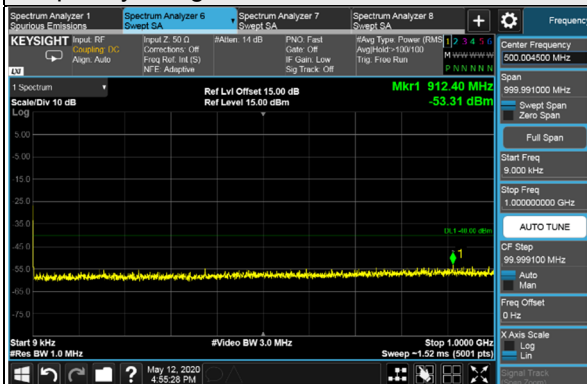 Spectrum Analyzer 1
Spurious Emissions
Spectrum Analyzer 6
Swept SA
Spectrum Analyzer 7
Swept SA
Spectrum Analyzer 8
Swept SA
+
Frequency
KEYSIGHT
Input: RF
Coupling: DC
Align: Auto
Input Z: 50 Ω
Corrections: Off
Freq Ref: Int (S)
NFE: Adaptive
#Atten: 14 dB
PNO: Fast
Gate: Off
IF Gain: Low
Sig Track: Off
#Avg Type: Power (RMS
Avg|Hold:>100/100
Trig: Free Run
1 2 3 4 5 6
M W W W W W
P N N N N N
LXI
1 Spectrum
Scale/Div 10 dB
Log
Ref Lvl Offset 15.00 dB
Ref Level 15.00 dBm
Mkr1 912.40 MHz
-53.31 dBm
5.00
-5.00
-15.0
-25.0
-35.0
-45.0
-55.0
-65.0
-75.0
DL1 -48.00 dBm
1
Start 9 kHz
#Res BW 1.0 MHz
#Video BW 3.0 MHz
Stop 1.0000 GHz
Sweep ~1.52 ms (5001 pts)
Center Frequency
500.004500 MHz
Span
999.991000 MHz
Swept Span
Zero Span
Full Span
Start Freq
9.000 kHz
Stop Freq
1.000000000 GHz
AUTO TUNE
CF Step
99.999100 MHz
Auto
Man
Freq Offset
0 Hz
X Axis Scale
Log
Lin
Signal Track
?
May 12, 2020
4:55:28 PM